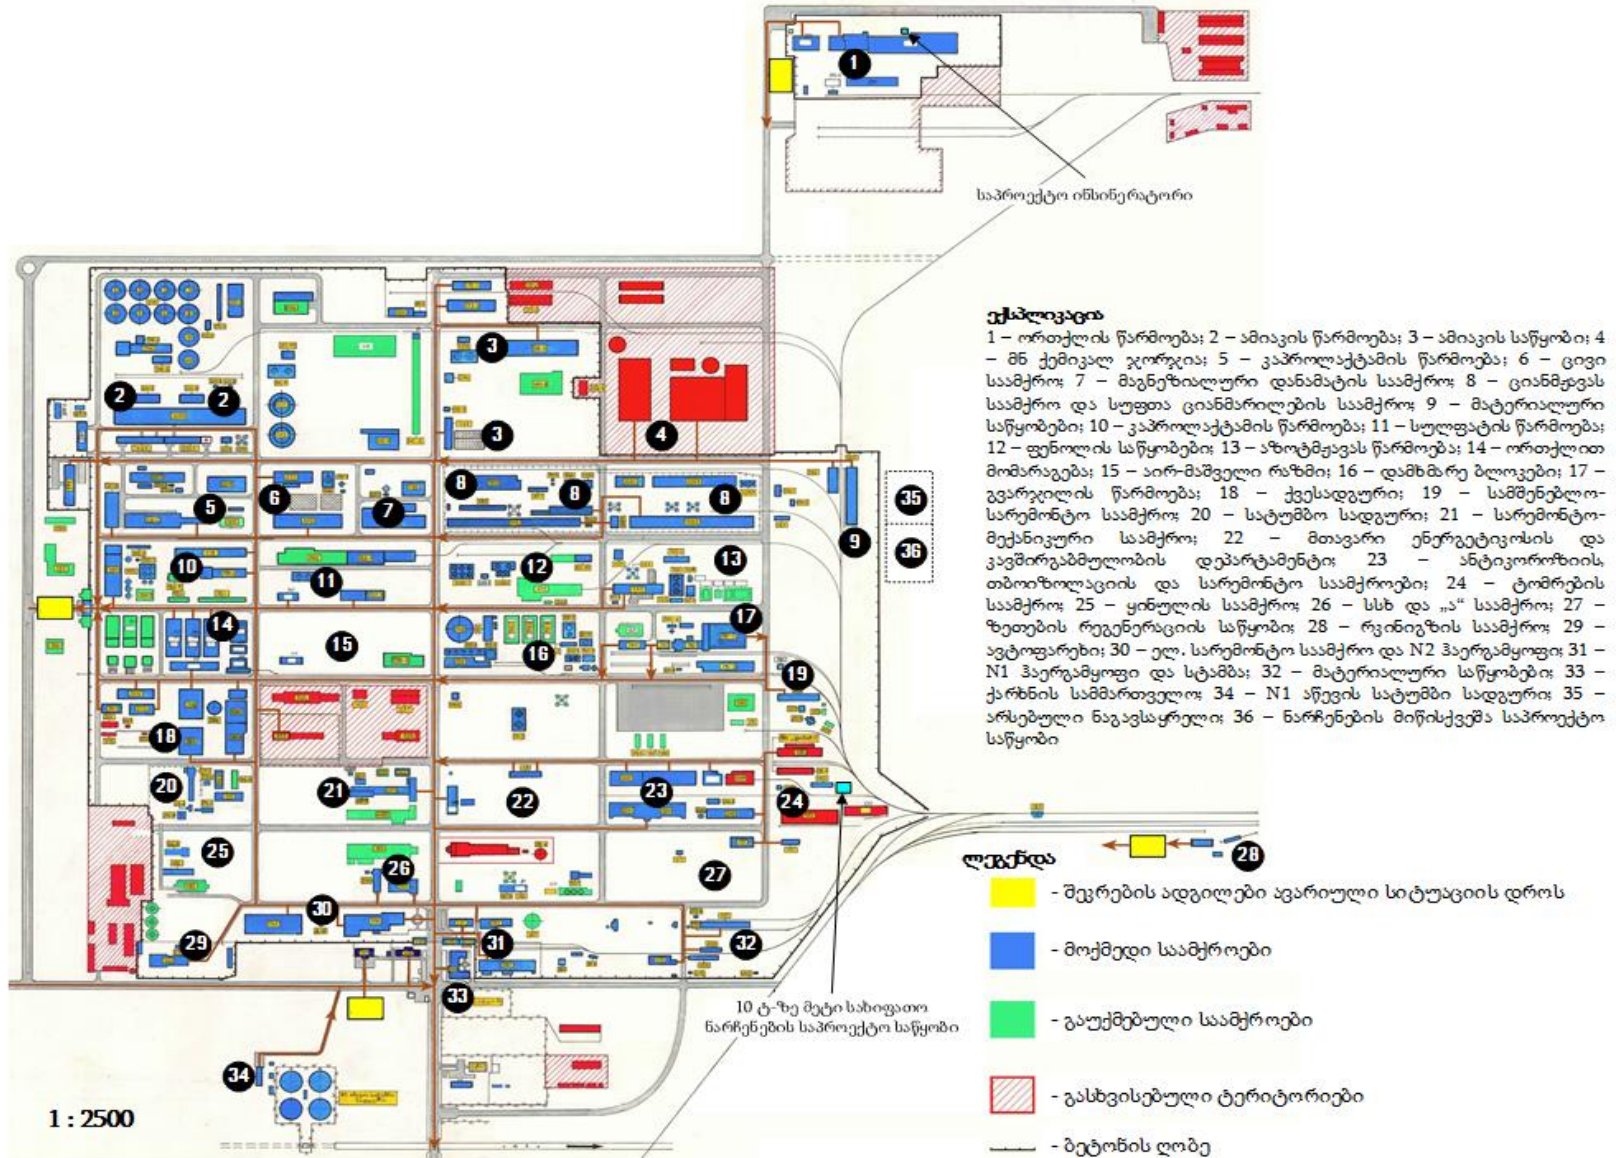 1
საპროექტო ინსინერატორი
ექსპლიკაცია
1 – ორთქლის წარმოება; 2 – ამიაკის წარმოება; 3 – ამიაკის საწყობი; 4
– მნ ქემიკალ ჯორჯია; 5 – კაპროლაქტამის წარმოება; 6 – ცივი
საამქრო; 7 – მაგნეზიალური დანამატის საამქრო; 8 – ციანმჟავას
საამქრო და სუფთა ციანმარილების საამქრო; 9 – მატერიალური
საწყობები; 10 – კაპროლაქტამის წარმოება; 11 – სულფატის წარმოება;
12 – ფენოლის საწყობები; 13 – აზოტმჟავას წარმოება; 14 – ორთქლით
მომარაგება; 15 – აირ-მაშველი რაზმი; 16 – დამხმარე ბლოკები; 17 –
გვარჯილის წარმოება; 18 – ქვესადგური; 19 – სამშენებლო-
სარემონტო საამქრო; 20 – სატუმბო სადგური; 21 – სარემონტო-
მექანიკური საამქრო; 22 – მთავარი ენერგეტიკოსის და
კავშირგაბმულობის დეპარტამენტი; 23 – ანტიკოროზიის,
თბოიზოლაციის და სარემონტო საამქროები; 24 – ტომრების
საამქრო; 25 – ყინულის საამქრო; 26 – სსხ და „ა“ საამქრო; 27 –
ზეთების რეგენერაციის საწყობი; 28 – რკინიგზის საამქრო; 29 –
ავტოფარეხი; 30 – ელ. სარემონტო საამქრო და N2 ჰაერგამყოფი; 31 –
N1 ჰაერგამყოფი და სტამბა; 32 – მატერიალური საწყობები; 33 –
ქარხნის სამმართველო; 34 – N1 აწევის სატუმბი სადგური; 35 –
არსებული ნაგავსაყრელი; 36 – ნარჩენების მიწისქვეშა საპროექტო
საწყობი
2
2
3
3
4
5
6
7
8
8
8
9
35
36
10
11
12
13
14
15
16
17
18
19
20
21
22
23
24
25
26
27
28
29
30
31
32
33
34
10 ტ-ზე მეტი სახიფათო
ნარჩენების საპროექტო საწყობი
1 : 2500
ლეგენდა
- შეკრების ადგილები ავარიული სიტუაციის დროს
- მოქმედი საამქროები
- გაუქმებული საამქროები
- გასხვისებული ტერიტორიები
- ბეტონის ღობე